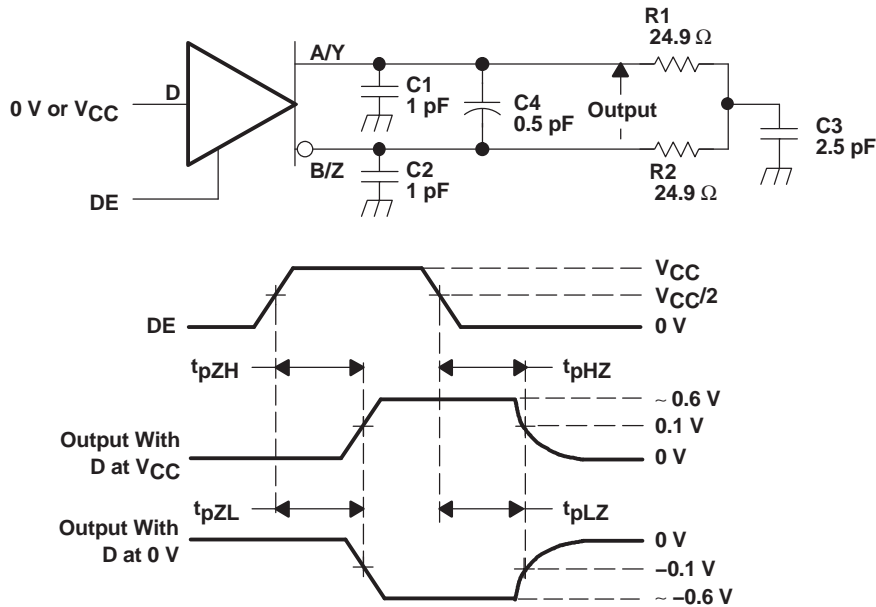 R1
24.9 Ω
A/Y
D
C1
1 pF
C4
0.5 pF
Output
0 V or VCC
C3
2.5 pF
B/Z
C2
1 pF
R2
24.9 Ω
DE
VCC
VCC/2
DE
0 V
tpZH
tpHZ
~ 0.6 V
0.1 V
Output With
D at VCC
0 V
tpZL
tpLZ
Output With
D at 0 V
0 V
–0.1 V
~ –0.6 V